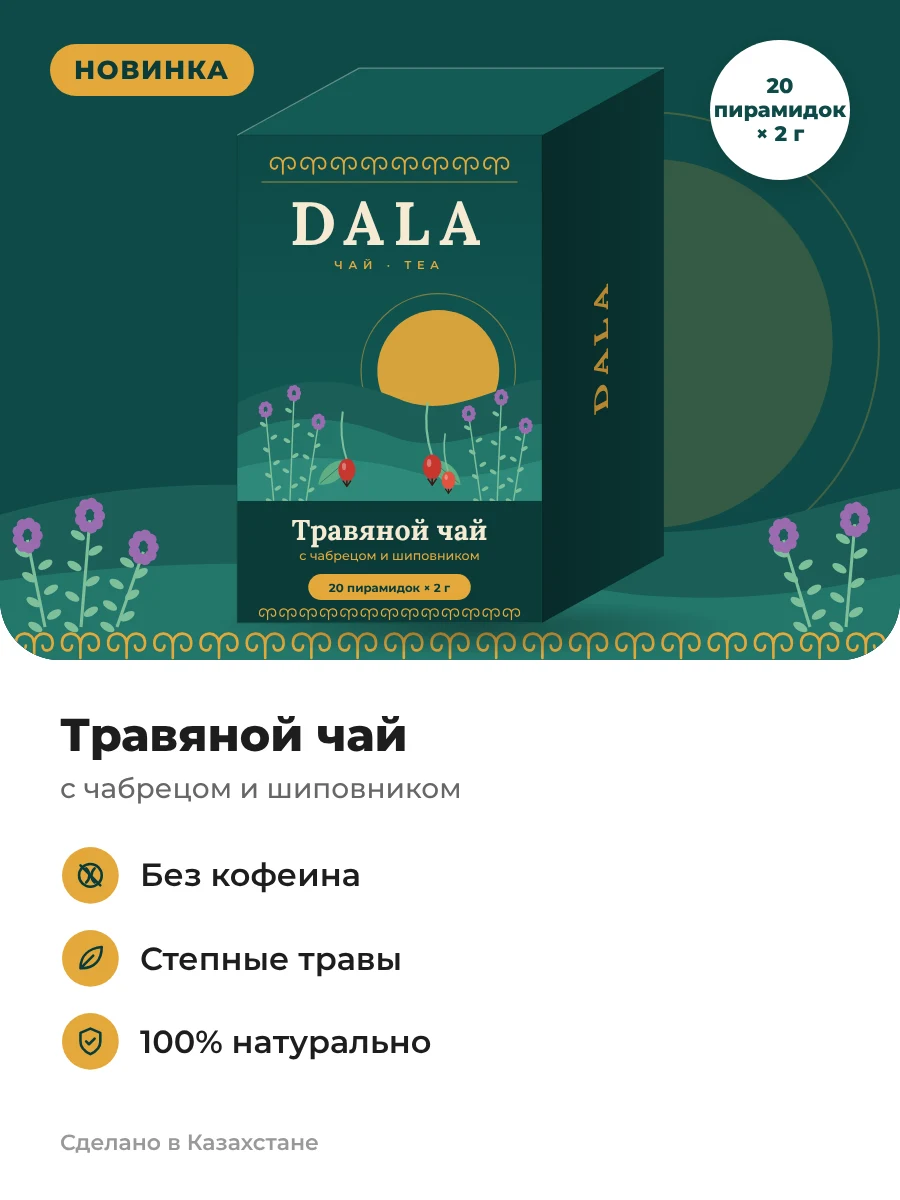 НОВИНКА
20
пирамидок
× 2 г
DALA
ЧАЙ · TEA
DALA
Травяной чай
с чабрецом и шиповником
20 пирамидок × 2 г
Травяной чай
с чабрецом и шиповником
Без кофеина
Степные травы
100% натурально
Сделано в Казахстане